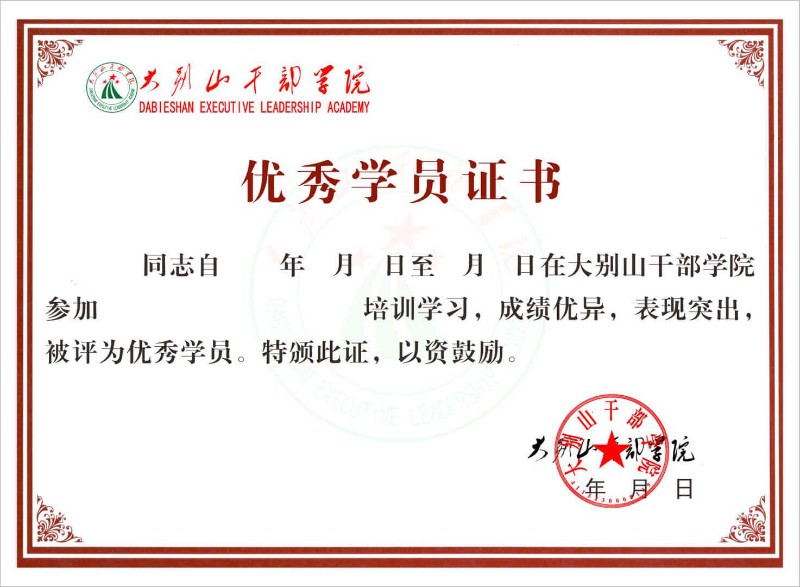 大别山干部学院
DABIESHAN EXECUTIVE LEADERSHIP ACADEMY
优秀学员证书
同志自 年 月 日至 月 日在大别山干部学院
参加 培训学习，成绩优异，表现突出，
被评为优秀学员。特颁此证，以资鼓励。
大别山干部学院
大别山干部学院
年 月 日